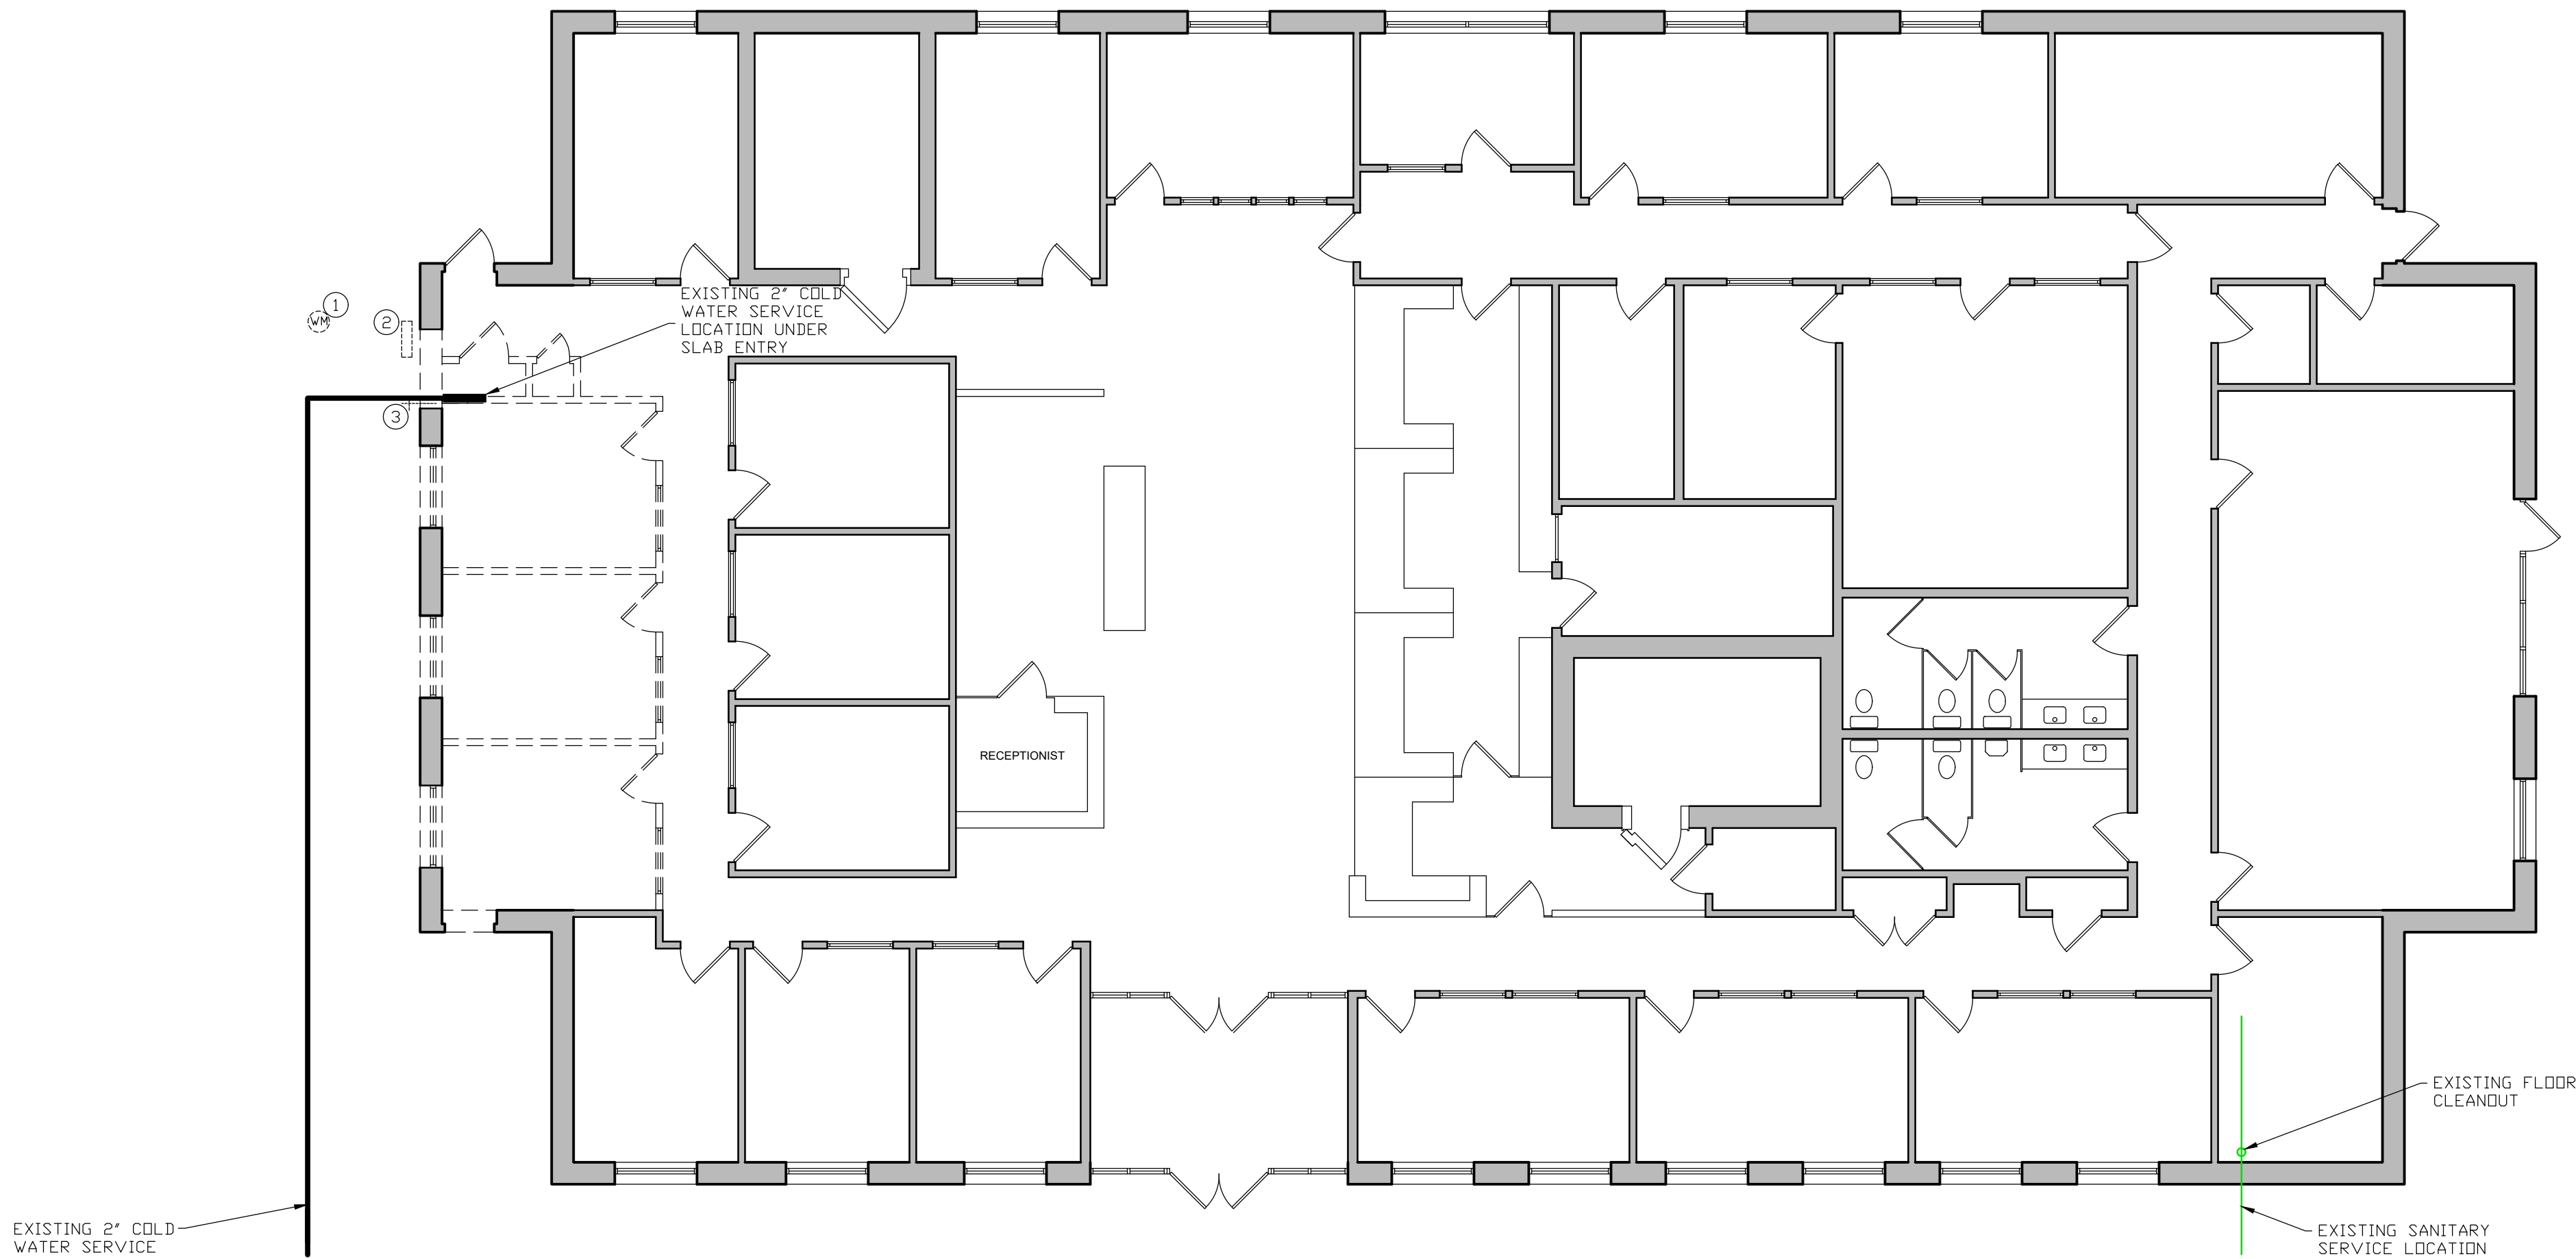 EXISTING 2" COLD
WATER SERVICE
LOCATION UNDER
SLAB ENTRY
1
WM
2
3
RECEPTIONIST
EXISTING FLOOR
CLEANOUT
EXISTING 2" COLD
WATER SERVICE
EXISTING SANITARY
SERVICE LOCATION